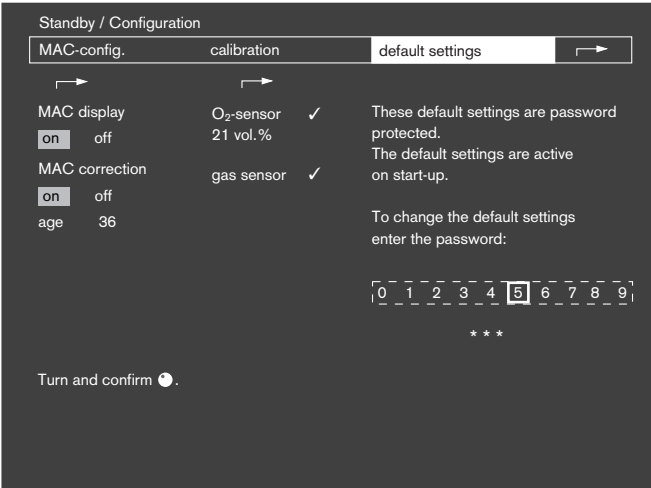 Standby / Configuration
MAC-config.
calibration
default settings
MAC display
on off
MAC correction
on off
age 36
O₂-sensor ✓
21 vol.%
gas sensor ✓
These default settings are password
protected.
The default settings are active
on start-up.
To change the default settings
enter the password:
0 1 2 3 4 5 6 7 8 9
* * *
Turn and confirm .